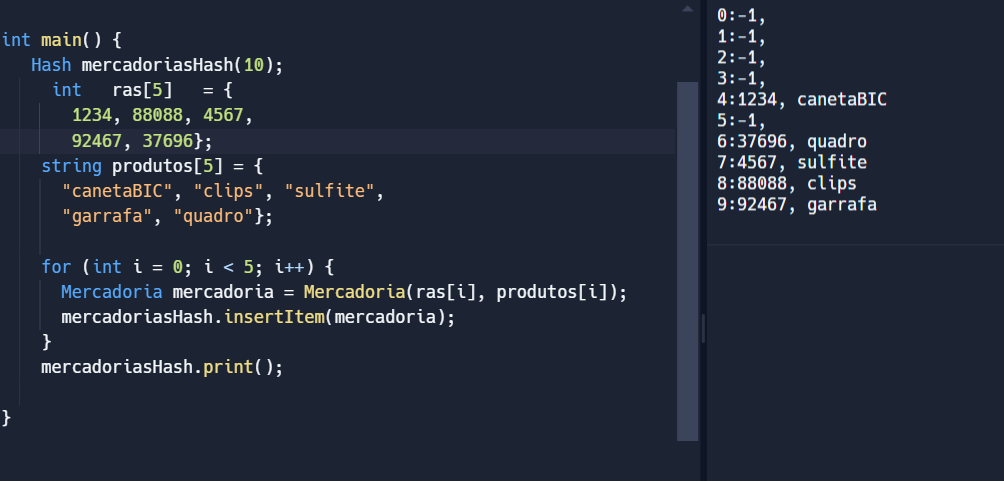 int main() {
Hash mercadoriasHash(10);
int ras[5] = {
1234, 88088, 4567,
92467, 37696};
string produtos[5] = {
"canetaBIC", "clips", "sulfite",
"garrafa", "quadro"};
for (int i = 0; i < 5; i++) {
Mercadoria mercadoria = Mercadoria(ras[i], produtos[i]);
mercadoriasHash.insertItem(mercadoria);
}
mercadoriasHash.print();
}
0:-1,
1:-1,
2:-1,
3:-1,
4:1234, canetaBIC
5:-1,
6:37696, quadro
7:4567, sulfite
8:88088, clips
9:92467, garrafa